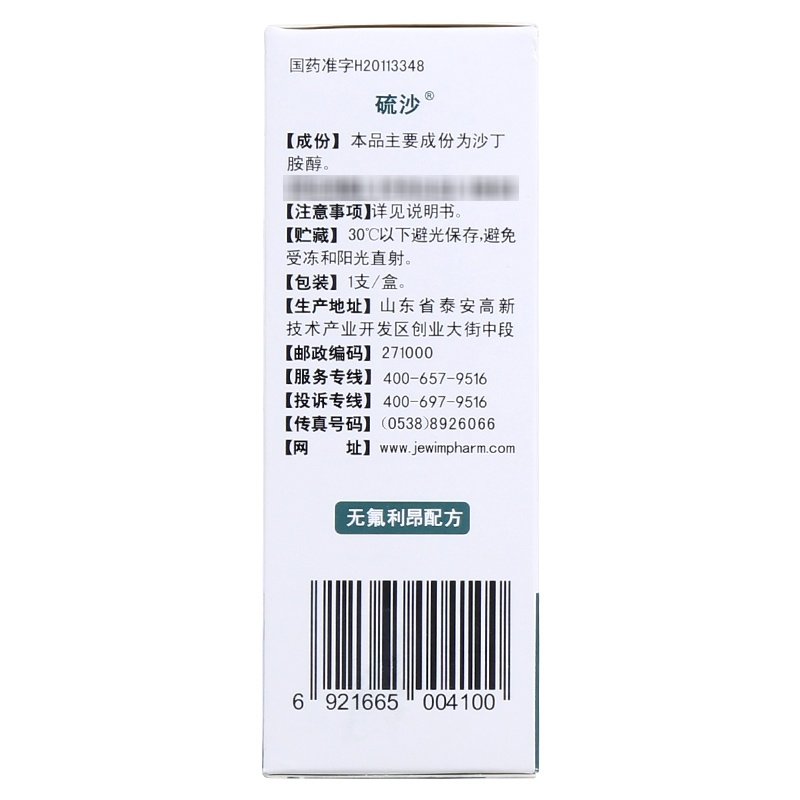 国药准字H20113348
硫沙®
【成份】本品主要成份为沙丁
胺醇。
【注意事项】详见说明书。
【贮藏】30℃以下避光保存,避免
受冻和阳光直射。
【包装】1支/盒。
【生产地址】山东省泰安高新
技术产业开发区创业大街中段
【邮政编码】271000
【服务专线】400-657-9516
【投诉专线】400-697-9516
【传真号码】(0538)8926066
【网 址】www.jewimpharm.com
无氟利昂配方
6 921665 004100